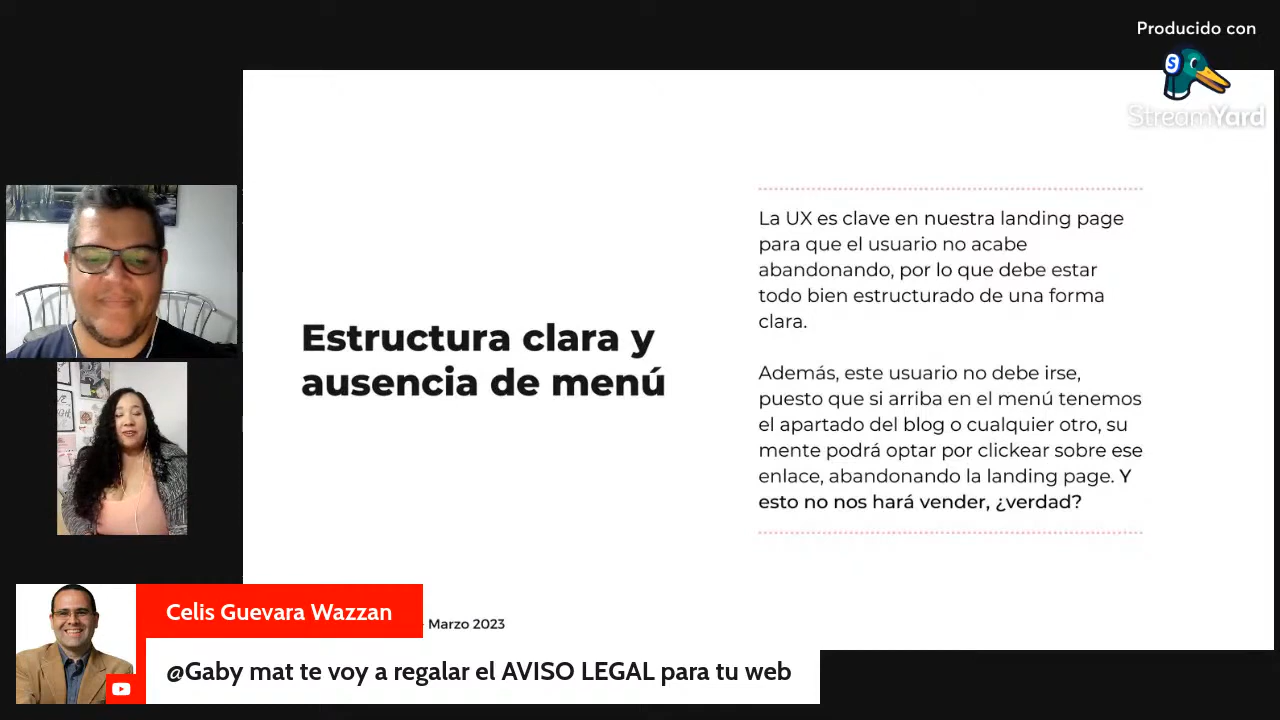 Producido con
StreamYard
La UX es clave en nuestra landing page
para que el usuario no acabe
abandonando, por lo que debe estar
todo bien estructurado de una forma
clara.
Estructura clara y
ausencia de menú
Además, este usuario no debe irse,
puesto que si arriba en el menú tenemos
el apartado del blog o cualquier otro, su
mente podrá optar por clickear sobre ese
enlace, abandonando la landing page. Y
esto no nos hará vender, ¿verdad?
Marzo 2023
Celis Guevara Wazzan
@Gaby mat te voy a regalar el AVISO LEGAL para tu web